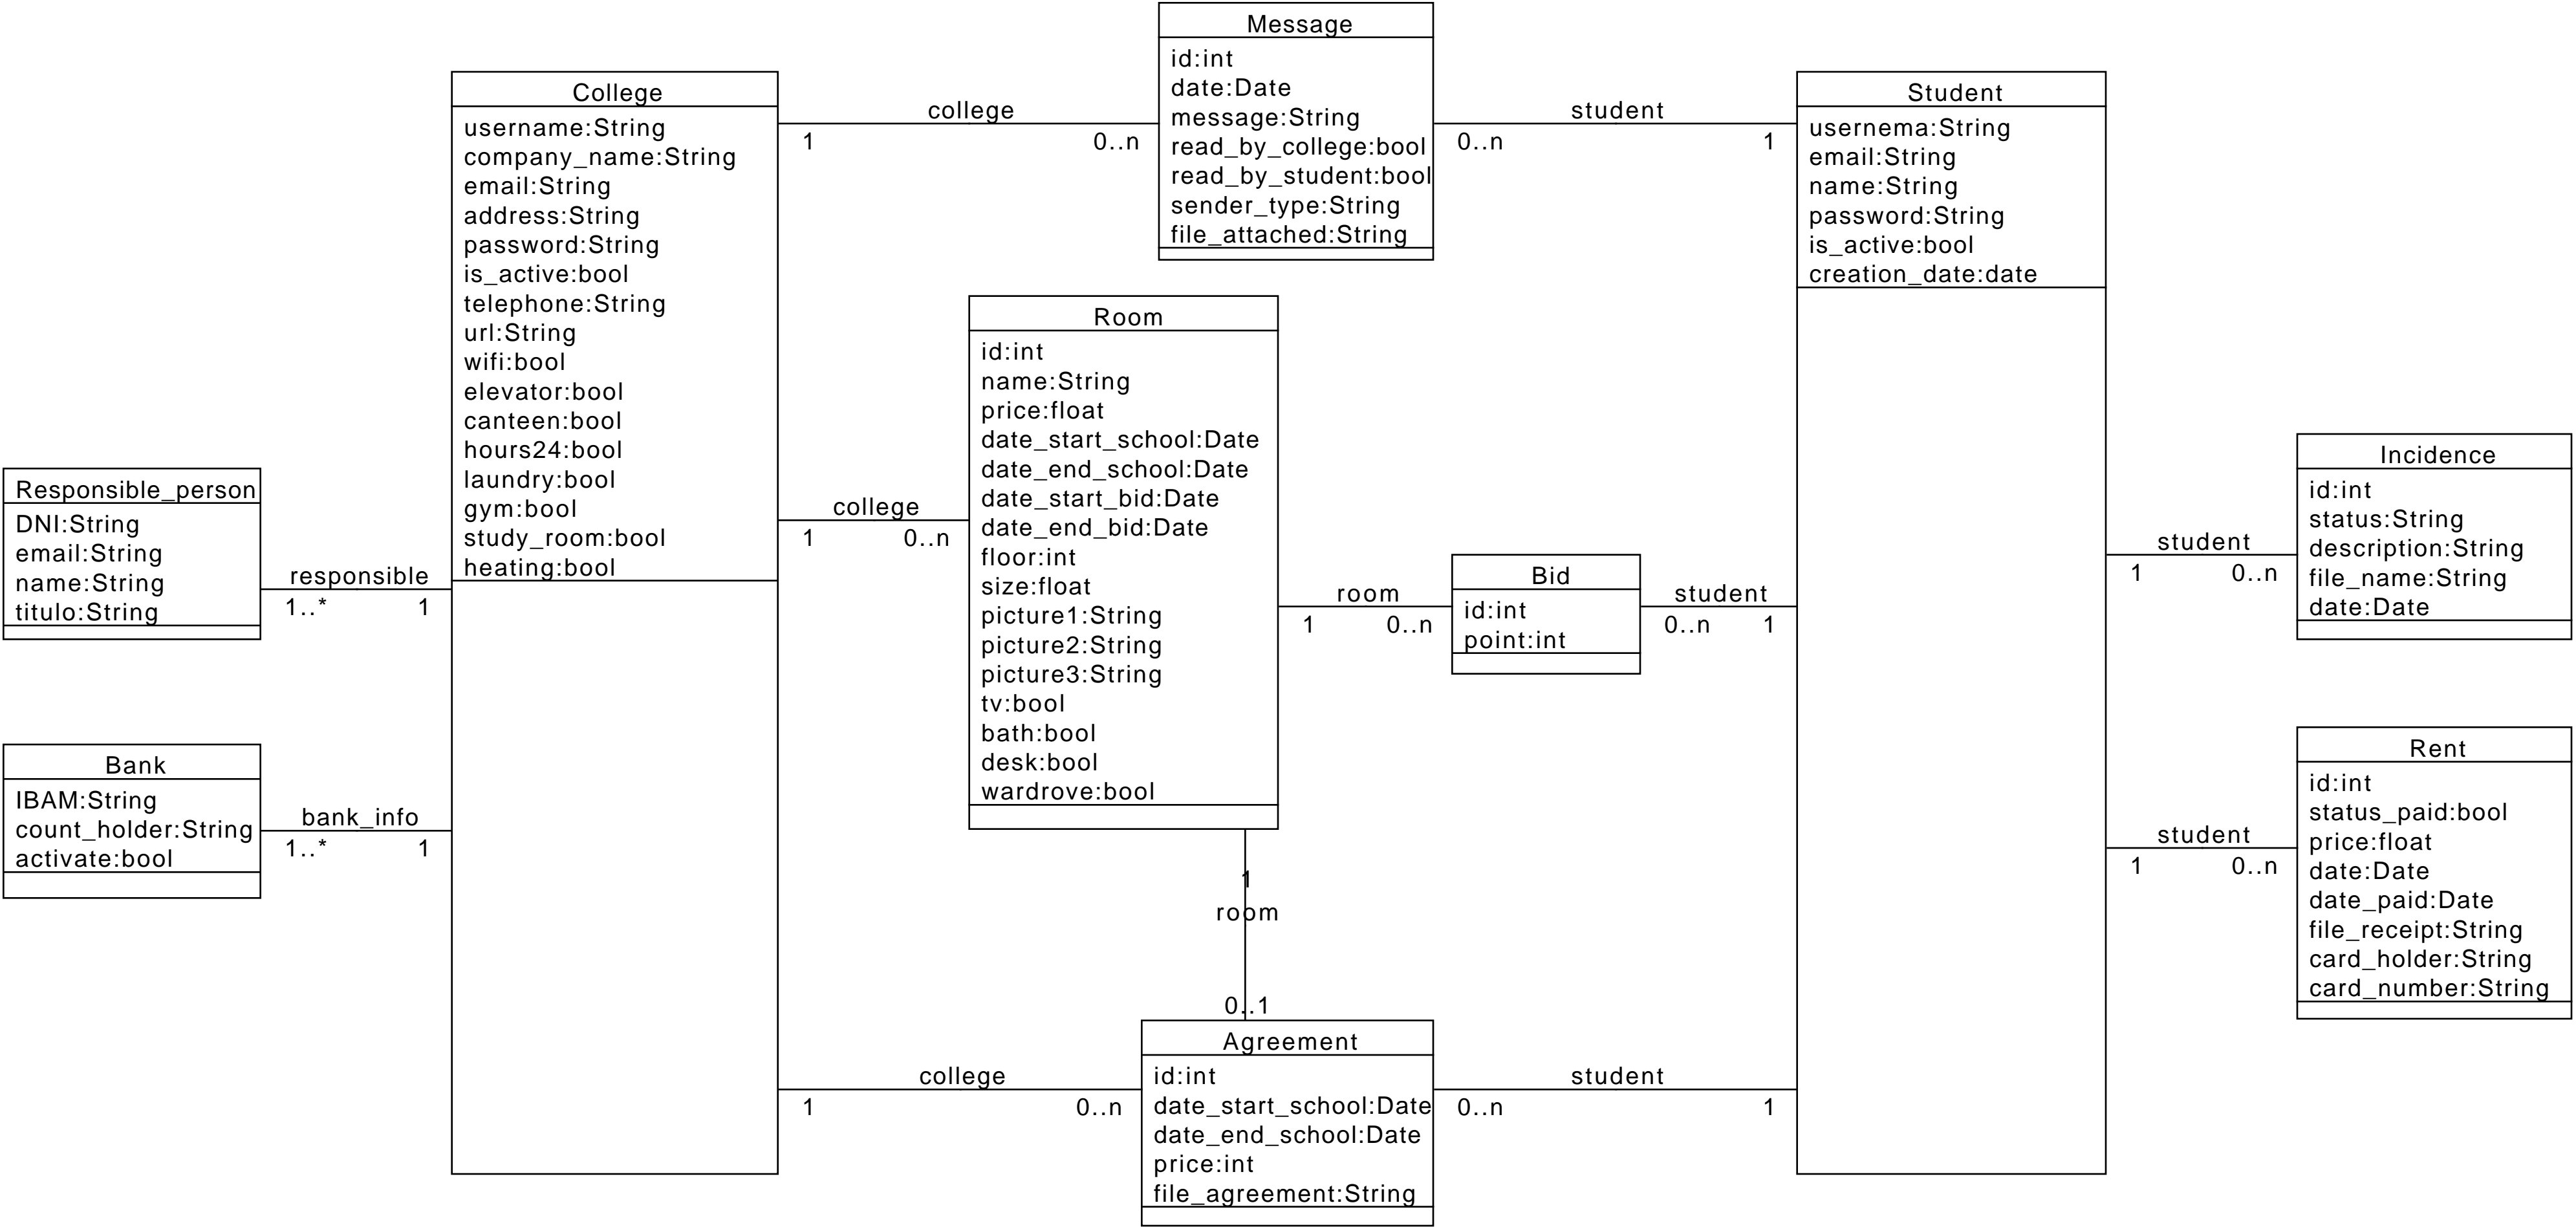 Message
id:int
date:Date
message:String
read_by_college:bool
read_by_student:bool
sender_type:String
file_attached:String
College
username:String
company_name:String
email:String
address:String
password:String
is_active:bool
telephone:String
url:String
wifi:bool
elevator:bool
canteen:bool
hours24:bool
laundry:bool
gym:bool
study_room:bool
heating:bool
college
1
0..n
student
0..n
1
Student
usernema:String
email:String
name:String
password:String
is_active:bool
creation_date:date
Room
id:int
name:String
price:float
date_start_school:Date
date_end_school:Date
date_start_bid:Date
date_end_bid:Date
floor:int
size:float
picture1:String
picture2:String
picture3:String
tv:bool
bath:bool
desk:bool
wardrove:bool
college
1
0..n
Responsible_person
DNI:String
email:String
name:String
titulo:String
responsible
1..*
1
room
1
0..n
Bid
id:int
point:int
student
0..n
1
Incidence
id:int
status:String
description:String
file_name:String
date:Date
student
1
0..n
Bank
IBAM:String
count_holder:String
activate:bool
bank_info
1..*
1
Rent
id:int
status_paid:bool
price:float
date:Date
date_paid:Date
file_receipt:String
card_holder:String
card_number:String
student
1
0..n
1
room
0..1
Agreement
id:int
date_start_school:Date
date_end_school:Date
price:int
file_agreement:String
college
1
0..n
student
0..n
1